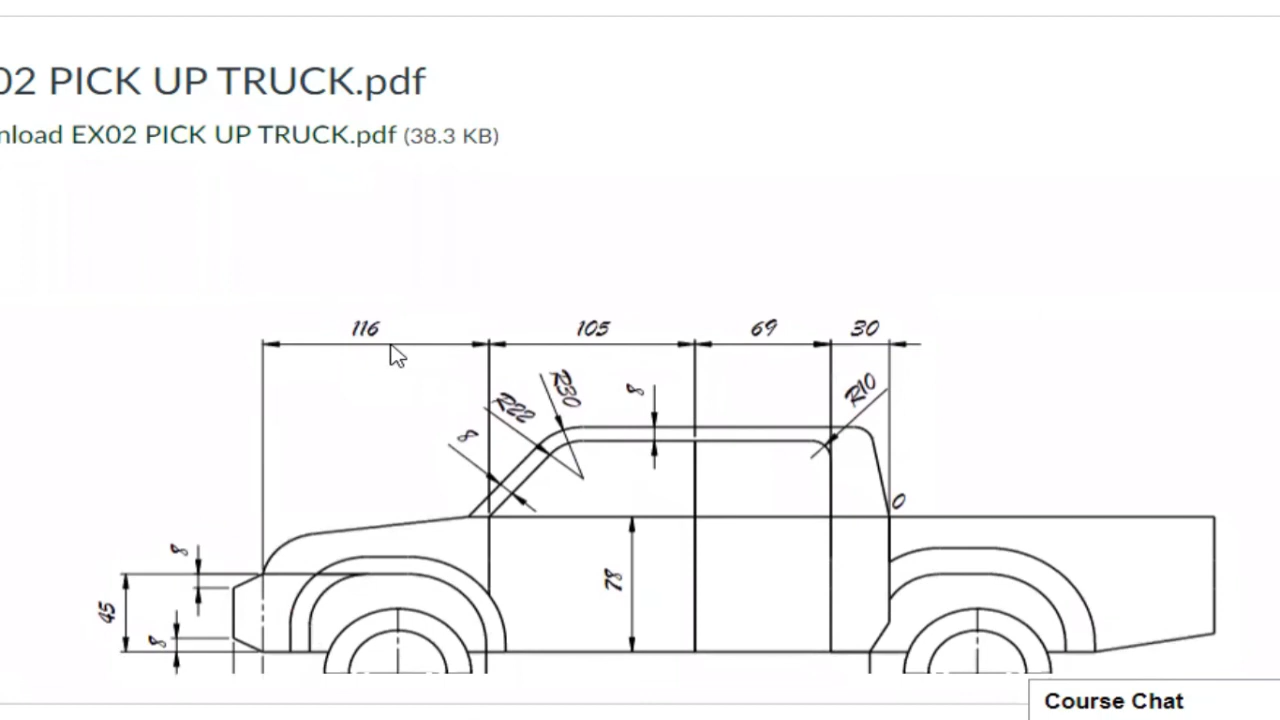 02 PICK UP TRUCK.pdf
nload EX02 PICK UP TRUCK.pdf (38.3 KB)
116 105 69 30
R30
R22
8
8
R10
O
8
45
8
78
Course Chat